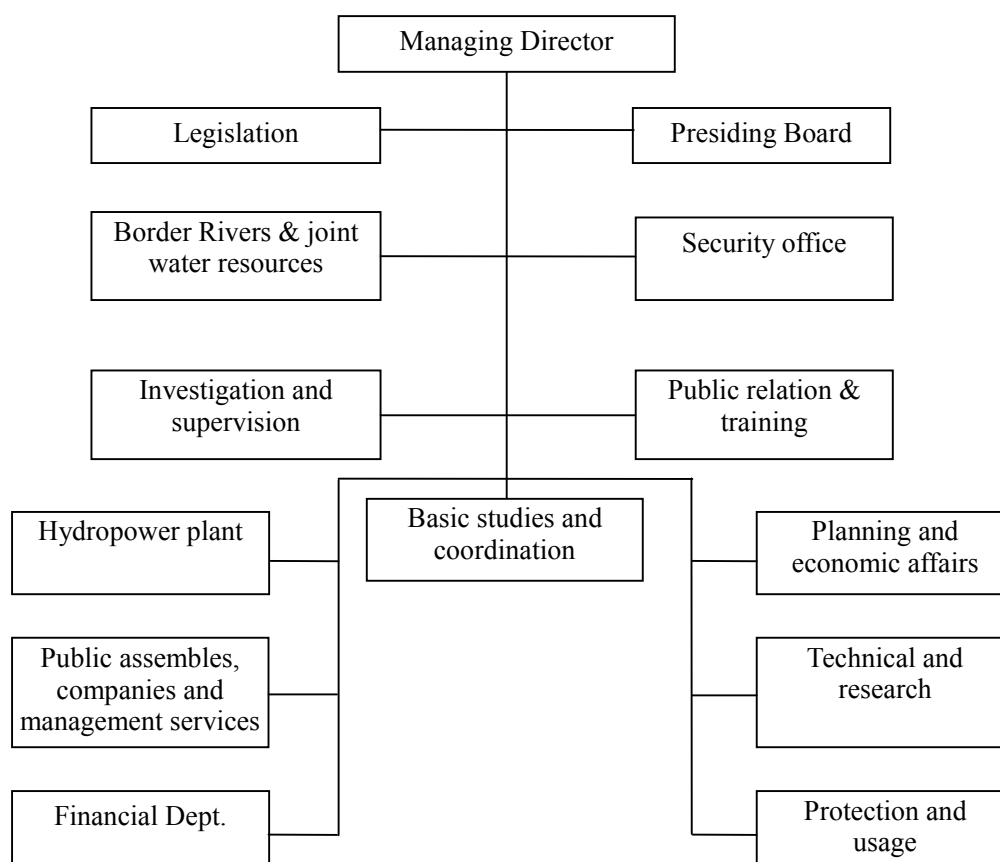 Managing Director
Legislation
Presiding Board
Border Rivers & joint
water resources
Security office
Investigation and
supervision
Public relation &
training
Hydropower plant
Basic studies and
coordination
Planning and
economic affairs
Public assembles,
companies and
management services
Technical and
research
Financial Dept.
Protection and
usage